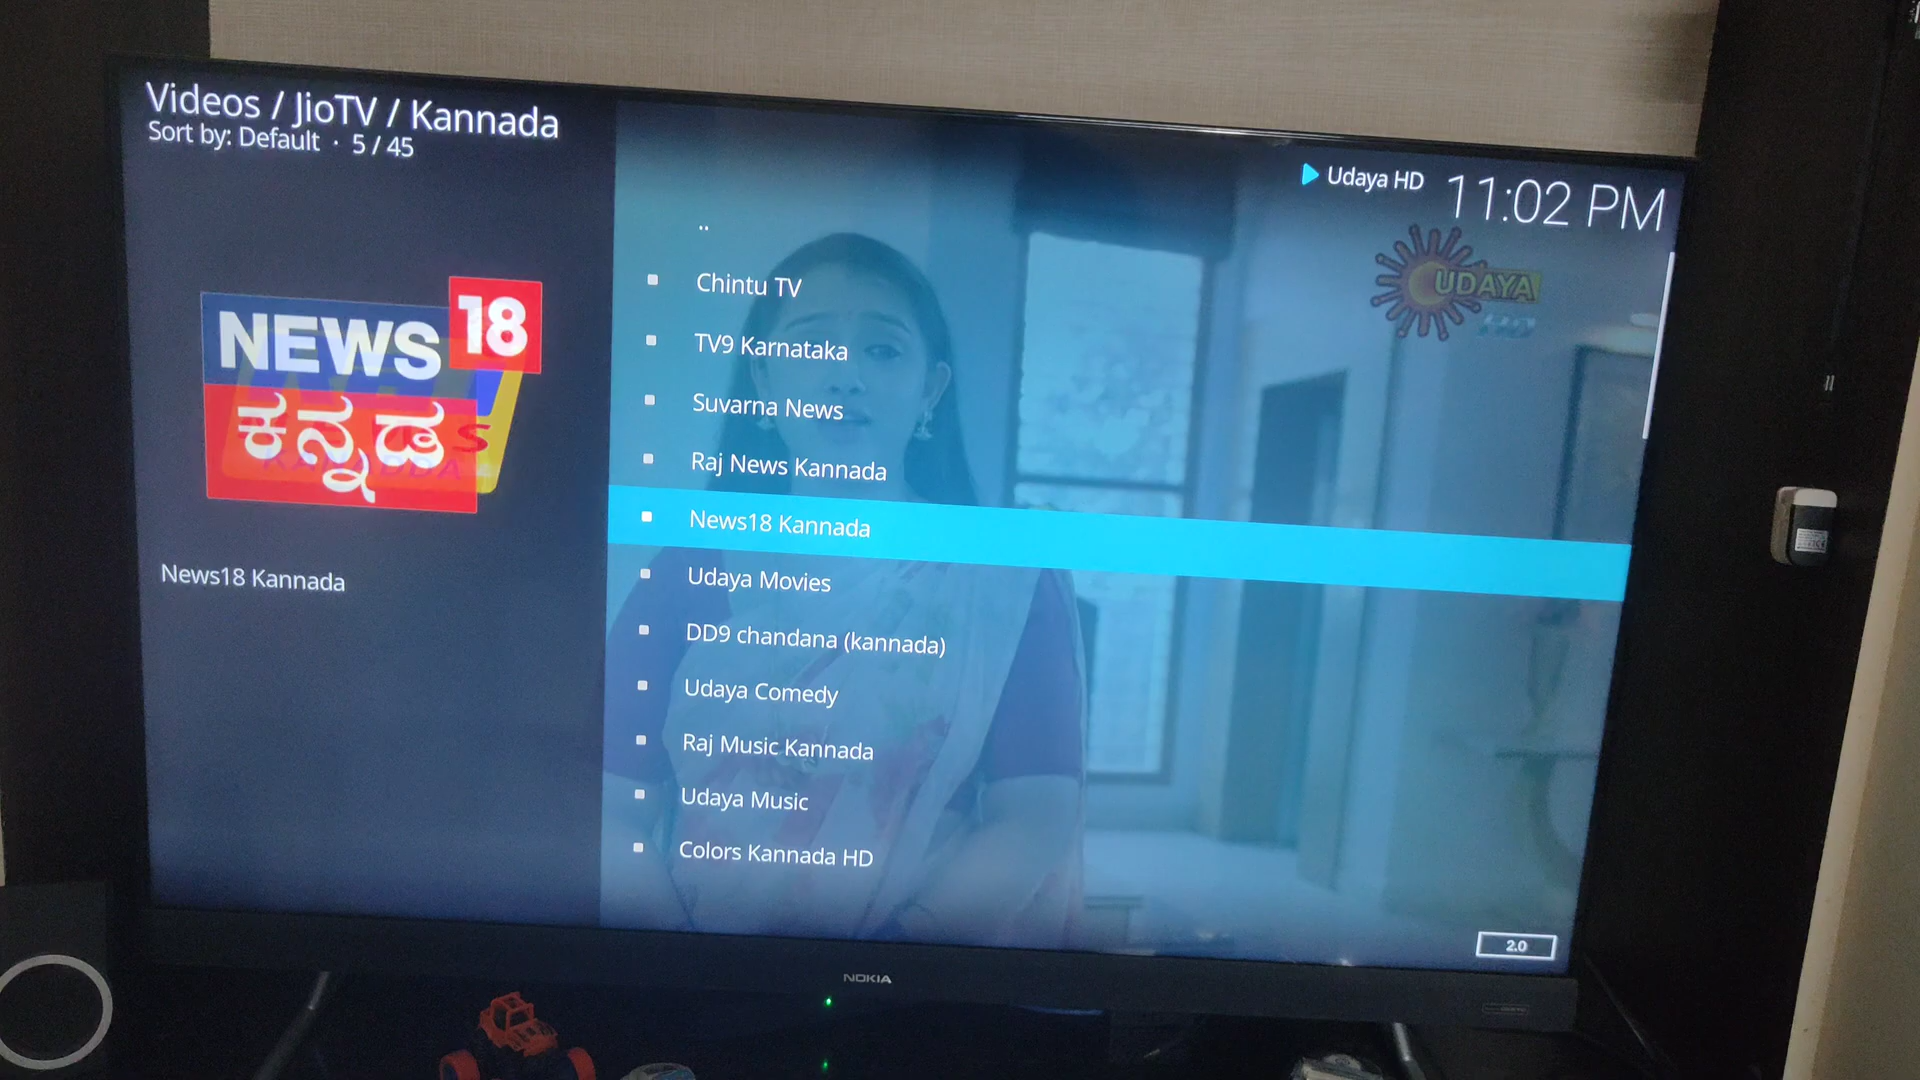 Videos / JioTV / Kannada
Sort by: Default · 5 / 45
Udaya HD
11:02 PM
UDAYA
HD
NEWS 18
ಕನ್ನಡ
News18 Kannada
..
Chintu TV
TV9 Karnataka
Suvarna News
Raj News Kannada
News18 Kannada
Udaya Movies
DD9 chandana (kannada)
Udaya Comedy
Raj Music Kannada
Udaya Music
Colors Kannada HD
2.0
NOKIA